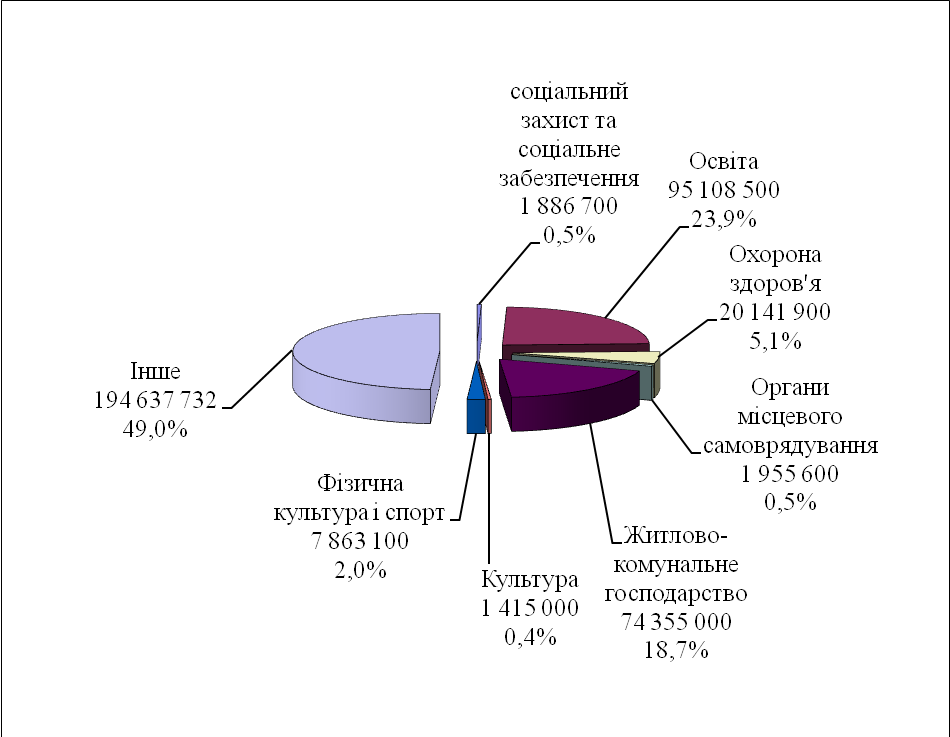 соціальний
захист та
соціальне
забезпечення
1 886 700
0,5%
Освіта
95 108 500
23,9%
Охорона
здоров'я
20 141 900
5,1%
Органи
місцевого
самоврядування
1 955 600
0,5%
Житлово-
комунальне
господарство
74 355 000
18,7%
Культура
1 415 000
0,4%
Фізична
культура і спорт
7 863 100
2,0%
Інше
194 637 732
49,0%